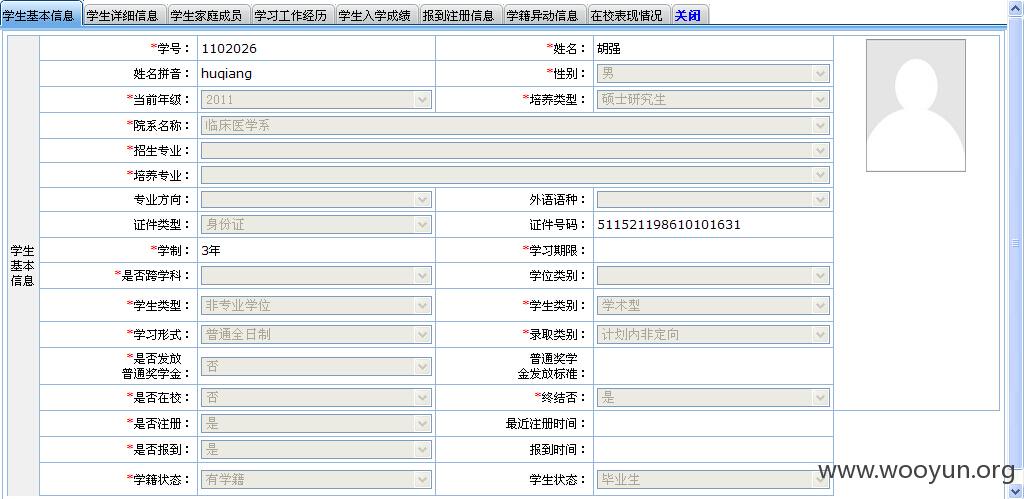 学生基本信息 学生详细信息 学生家庭成员 学习工作经历 学生入学成绩 报到注册信息 学籍异动信息 在校表现情况 关闭
*学号： 1102026 *姓名： 胡强
姓名拼音： huqiang *性别： 男
*当前年级： 2011 *培养类型： 硕士研究生
*院系名称： 临床医学系
*招生专业：
*培养专业：
专业方向： 外语语种：
证件类型： 身份证 证件号码： 511521198610101631
*学制： 3年 *学习期限：
学生
基本
信息
*是否跨学科： 学位类别：
*学生类型： 非专业学位 *学生类别： 学术型
*学习形式： 普通全日制 *录取类别： 计划内非定向
*是否发放
普通奖学金： 否 普通奖学
金发放标准：
*是否在校： 否 *终结否： 是
*是否注册： 是 最近注册时间：
*是否报到： 是 报到时间：
*学籍状态： 有学籍 学生状态： 毕业生
www.wooyun.org